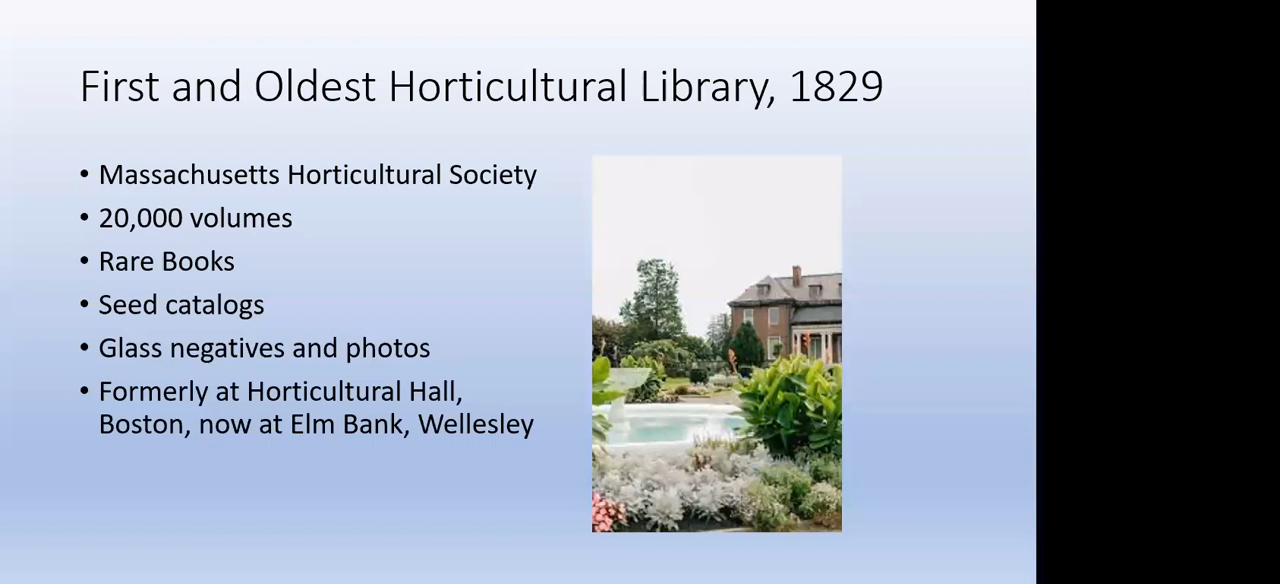 First and Oldest Horticultural Library, 1829
• Massachusetts Horticultural Society
• 20,000 volumes
• Rare Books
• Seed catalogs
• Glass negatives and photos
• Formerly at Horticultural Hall,
Boston, now at Elm Bank, Wellesley